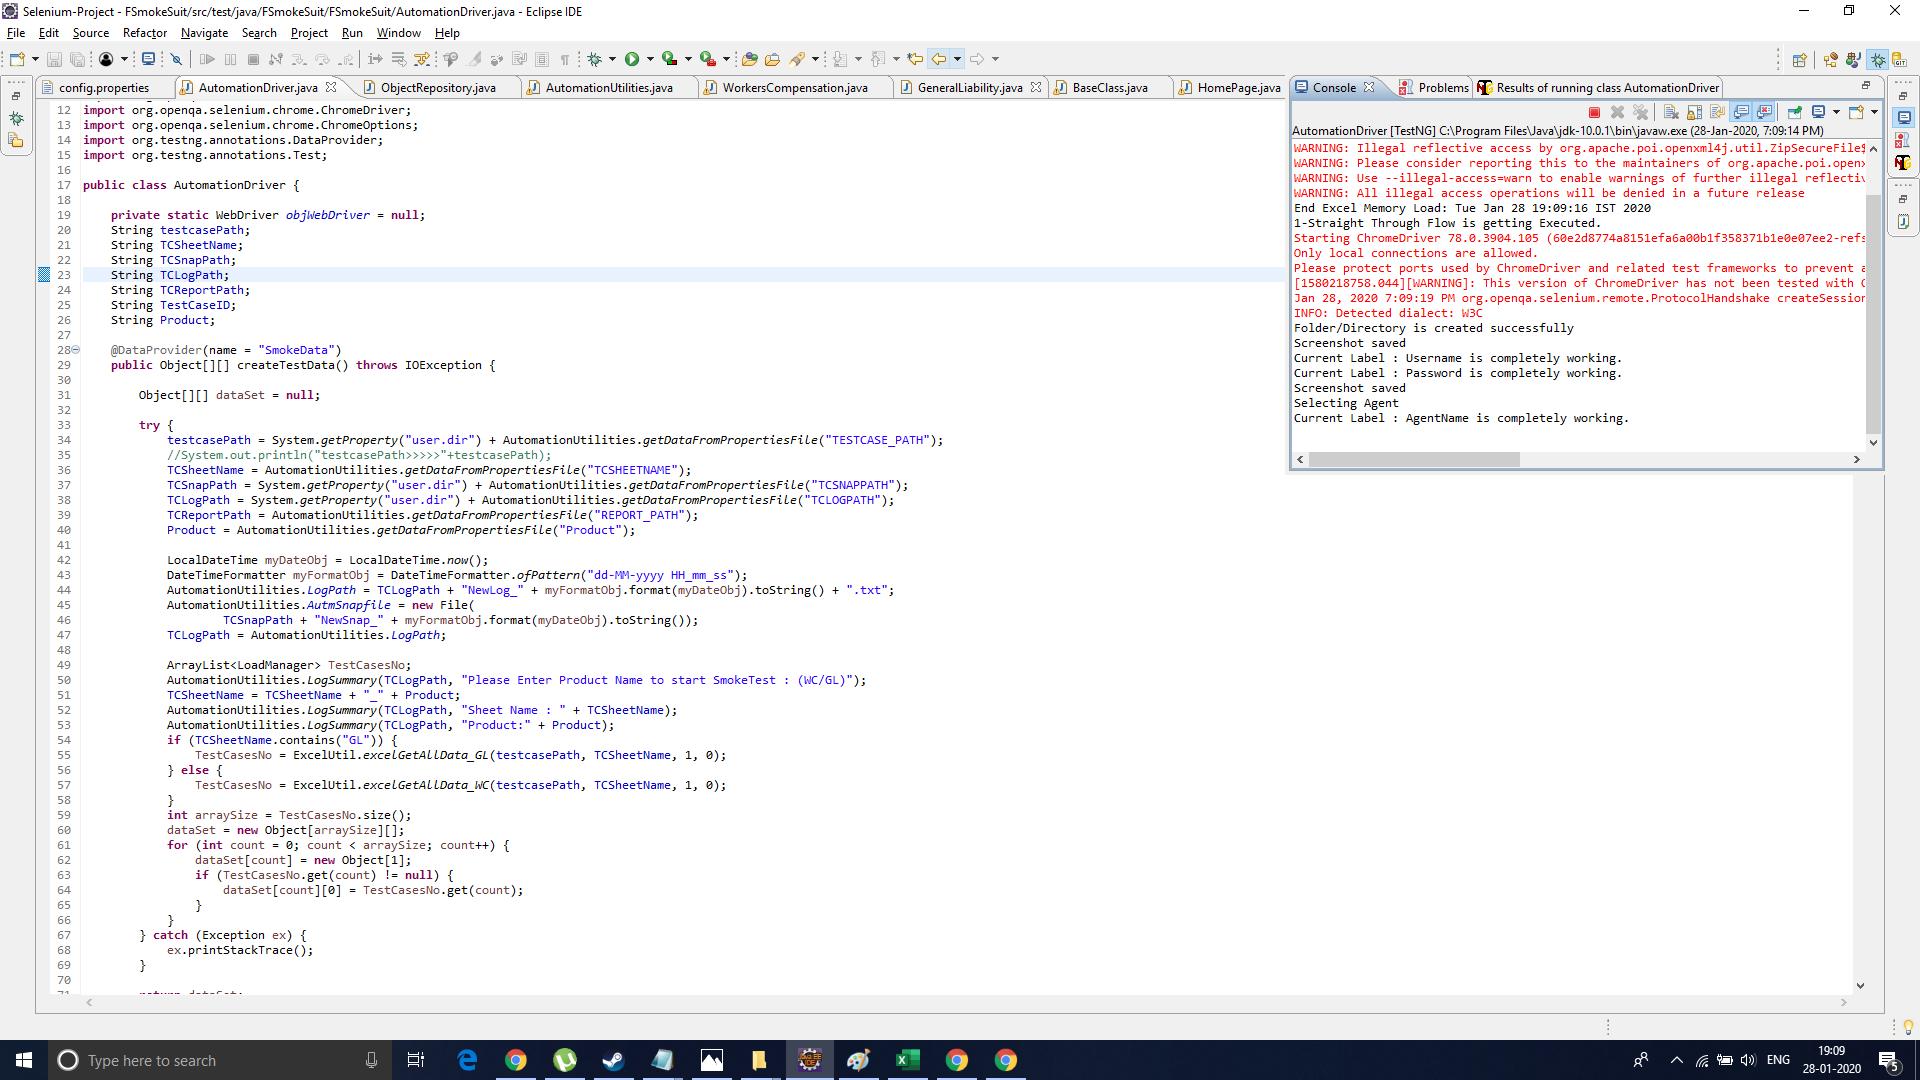 Selenium-Project - FSmokeSuit/src/test/java/FSmokeSuit/FSmokeSuit/AutomationDriver.java - Eclipse IDE
File Edit Source Refactor Navigate Search Project Run Window Help
config.properties AutomationDriver.java ObjectRepository.java AutomationUtilities.java WorkersCompensation.java GeneralLiability.java BaseClass.java HomePage.java
12 import org.openqa.selenium.chrome.ChromeDriver;
13 import org.openqa.selenium.chrome.ChromeOptions;
14 import org.testng.annotations.DataProvider;
15 import org.testng.annotations.Test;
16
17 public class AutomationDriver {
18
19 private static WebDriver objWebDriver = null;
20 String testcasePath;
21 String TCSheetName;
22 String TCSnapPath;
23 String TCLogPath;
24 String TCReportPath;
25 String TestCaseID;
26 String Product;
27
28 @DataProvider(name = "SmokeData")
29 public Object[][] createTestData() throws IOException {
30
31 Object[][] dataSet = null;
32
33 try {
34 testcasePath = System.getProperty("user.dir") + AutomationUtilities.getDataFromPropertiesFile("TESTCASE_PATH");
35 //System.out.println("testcasePath>>>>>"+testcasePath);
36 TCSheetName = AutomationUtilities.getDataFromPropertiesFile("TCSHEETNAME");
37 TCSnapPath = System.getProperty("user.dir") + AutomationUtilities.getDataFromPropertiesFile("TCSNAPPATH");
38 TCLogPath = System.getProperty("user.dir") + AutomationUtilities.getDataFromPropertiesFile("TCLOGPATH");
39 TCReportPath = AutomationUtilities.getDataFromPropertiesFile("REPORT_PATH");
40 Product = AutomationUtilities.getDataFromPropertiesFile("Product");
41
42 LocalDateTime myDateObj = LocalDateTime.now();
43 DateTimeFormatter myFormatObj = DateTimeFormatter.ofPattern("dd-MM-yyyy HH_mm_ss");
44 AutomationUtilities.LogPath = TCLogPath + "NewLog_" + myFormatObj.format(myDateObj).toString() + ".txt";
45 AutomationUtilities.AutmSnapfile = new File(
46 TCSnapPath + "NewSnap_" + myFormatObj.format(myDateObj).toString());
47 TCLogPath = AutomationUtilities.LogPath;
48
49 ArrayList<LoadManager> TestCasesNo;
50 AutomationUtilities.LogSummary(TCLogPath, "Please Enter Product Name to start SmokeTest : (WC/GL)");
51 TCSheetName = TCSheetName + "_" + Product;
52 AutomationUtilities.LogSummary(TCLogPath, "Sheet Name : " + TCSheetName);
53 AutomationUtilities.LogSummary(TCLogPath, "Product:" + Product);
54 if (TCSheetName.contains("GL")) {
55 TestCasesNo = ExcelUtil.excelGetAllData_GL(testcasePath, TCSheetName, 1, 0);
56 } else {
57 TestCasesNo = ExcelUtil.excelGetAllData_WC(testcasePath, TCSheetName, 1, 0);
58 }
59 int arraySize = TestCasesNo.size();
60 dataSet = new Object[arraySize][];
61 for (int count = 0; count < arraySize; count++) {
62 dataSet[count] = new Object[1];
63 if (TestCasesNo.get(count) != null) {
64 dataSet[count][0] = TestCasesNo.get(count);
65 }
66 }
67 } catch (Exception ex) {
68 ex.printStackTrace();
69 }
70
Console Problems Results of running class AutomationDriver
AutomationDriver [TestNG] C:\Program Files\Java\jdk-10.0.1\bin\javaw.exe (28-Jan-2020, 7:09:14 PM)
WARNING: Illegal reflective access by org.apache.poi.openxml4j.util.ZipSecureFile$
WARNING: Please consider reporting this to the maintainers of org.apache.poi.openx
WARNING: Use --illegal-access=warn to enable warnings of further illegal reflectiv
WARNING: All illegal access operations will be denied in a future release
End Excel Memory Load: Tue Jan 28 19:09:16 IST 2020
1-Straight Through Flow is getting Executed.
Starting ChromeDriver 78.0.3904.105 (60e2d8774a8151efa6a00b1f358371b1e0e07ee2-refs
Only local connections are allowed.
Please protect ports used by ChromeDriver and related test frameworks to prevent a
[1580218758.044][WARNING]: This version of ChromeDriver has not been tested with C
Jan 28, 2020 7:09:19 PM org.openqa.selenium.remote.ProtocolHandshake createSession
INFO: Detected dialect: W3C
Folder/Directory is created successfully
Screenshot saved
Current Label : Username is completely working.
Current Label : Password is completely working.
Screenshot saved
Selecting Agent
Current Label : AgentName is completely working.
Type here to search
ENG
19:09
28-01-2020
5